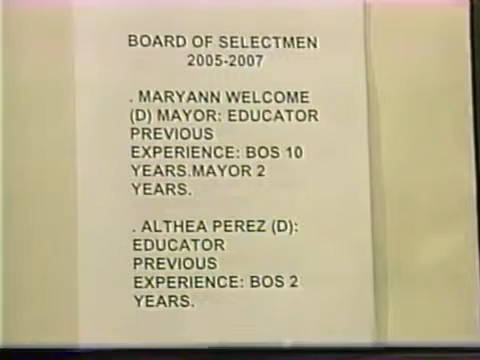 BOARD OF SELECTMEN
2005-2007
. MARYANN WELCOME
(D) MAYOR: EDUCATOR
PREVIOUS
EXPERIENCE: BOS 10
YEARS.MAYOR 2
YEARS.
. ALTHEA PEREZ (D):
EDUCATOR
PREVIOUS
EXPERIENCE: BOS 2
YEARS.